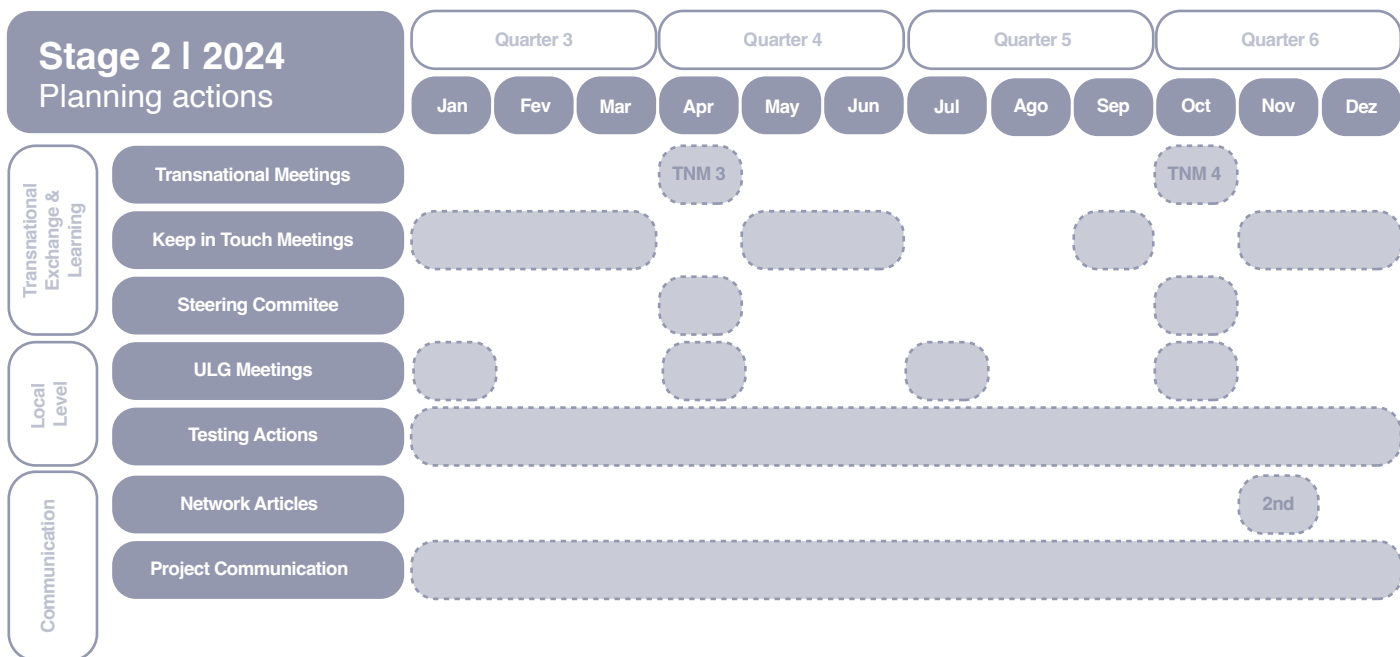 Stage 2 | 2024
Planning actions
Quarter 3
Quarter 4
Quarter 5
Quarter 6
Jan
Fev
Mar
Apr
May
Jun
Jul
Ago
Sep
Oct
Nov
Dez
Transnational
Exchange &
Learning
Transnational Meetings
TNM 3
TNM 4
Keep in Touch Meetings
Steering Commitee
Local
Level
ULG Meetings
Testing Actions
Communication
Network Articles
2nd
Project Communication